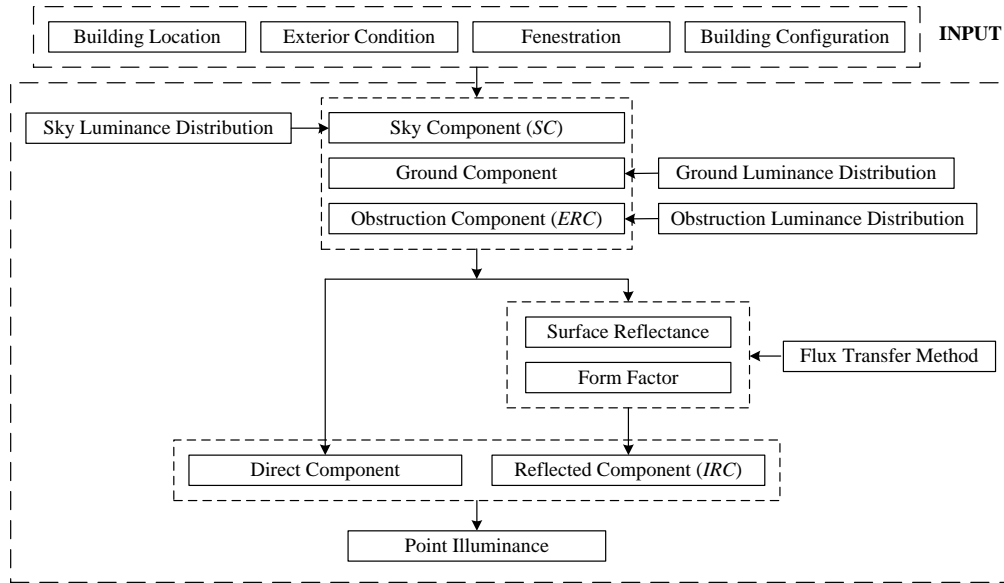 Building Location
Exterior Condition
Fenestration
Building Configuration
INPUT
Sky Luminance Distribution
Sky Component (SC)
Ground Component
Ground Luminance Distribution
Obstruction Component (ERC)
Obstruction Luminance Distribution
Surface Reflectance
Form Factor
Flux Transfer Method
Direct Component
Reflected Component (IRC)
Point Illuminance